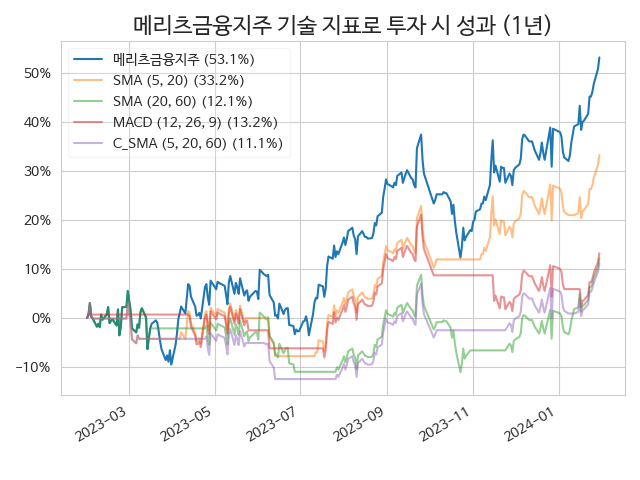 메리츠금융지주 기술 지표로 투자 시 성과 (1년)
메리츠금융지주 (53.1%)
SMA (5, 20) (33.2%)
SMA (20, 60) (12.1%)
MACD (12, 26, 9) (13.2%)
C_SMA (5, 20, 60) (11.1%)
50%
40%
30%
20%
10%
0%
−10%
2023-03
2023-05
2023-07
2023-09
2023-11
2024-01